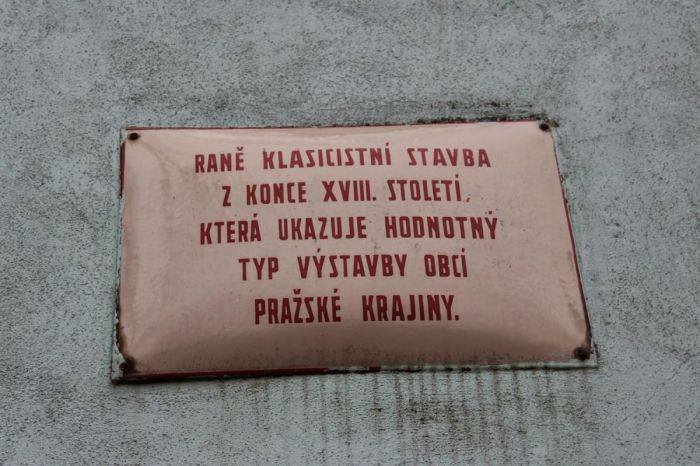 RANĚ KLASICISTNÍ STAVBA
Z KONCE XVIII. STOLETÍ,
KTERÁ UKAZUJE HODNOTNÝ
TYP VÝSTAVBY OBCÍ
PRAŽSKÉ KRAJINY.